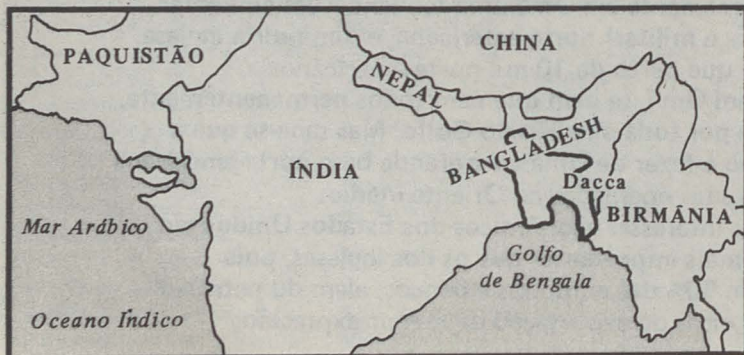 PAQUISTÃO
CHINA
NEPAL
BANGLADESH
ÍNDIA
Dacca
BIRMÂNIA
Mar Arábico
Golfo
de Bengala
Oceano Índico